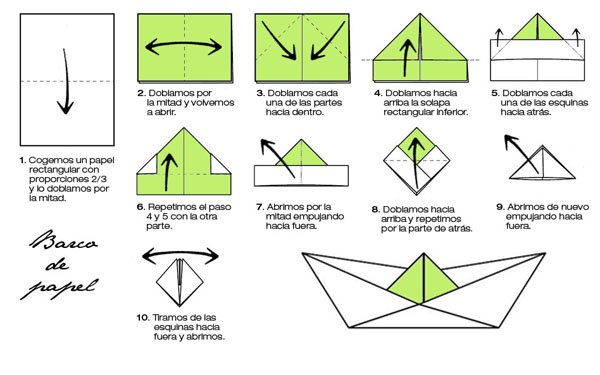 1. Cogemos un papel
rectangular con
proporciones 2/3
y lo doblamos por
la mitad.
2. Doblamos por
la mitad y volvemos
a abrir.
3. Doblamos cada
una de las partes
hacia dentro.
4. Doblamos hacia
arriba la solapa
rectangular inferior.
5. Doblamos cada
una de las esquinas
hacia atrás.
6. Repetimos el paso
4 y 5 con la otra
parte.
7. Abrimos por la
mitad empujando
hacia fuera.
8. Doblamos hacia
arriba y repetimos
por la parte de atrás.
9. Abrimos de nuevo
empujando hacia
fuera.
Barco
de
papel
10. Tiramos de las
esquinas hacia
fuera y abrimos.